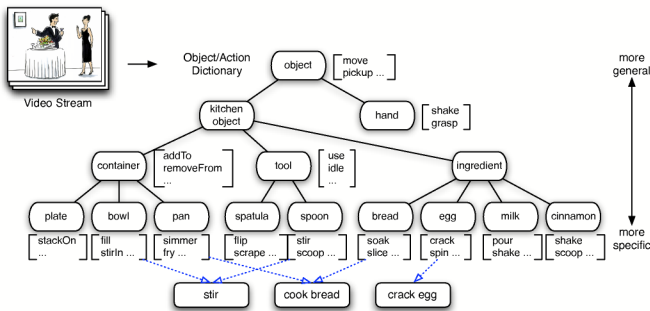 Video Stream
Object/Action
Dictionary
object
move
pickup ...
more
general
kitchen
object
hand
shake
grasp
container
addTo
removeFrom
...
tool
use
idle
...
ingredient
plate
bowl
pan
spatula
spoon
bread
egg
milk
cinnamon
more
specific
stackOn
...
fill
stirIn ...
simmer
fry ...
flip
scrape ...
stir
scoop ...
soak
slice ...
crack
spin ...
pour
shake ...
shake
scoop ...
stir
cook bread
crack egg